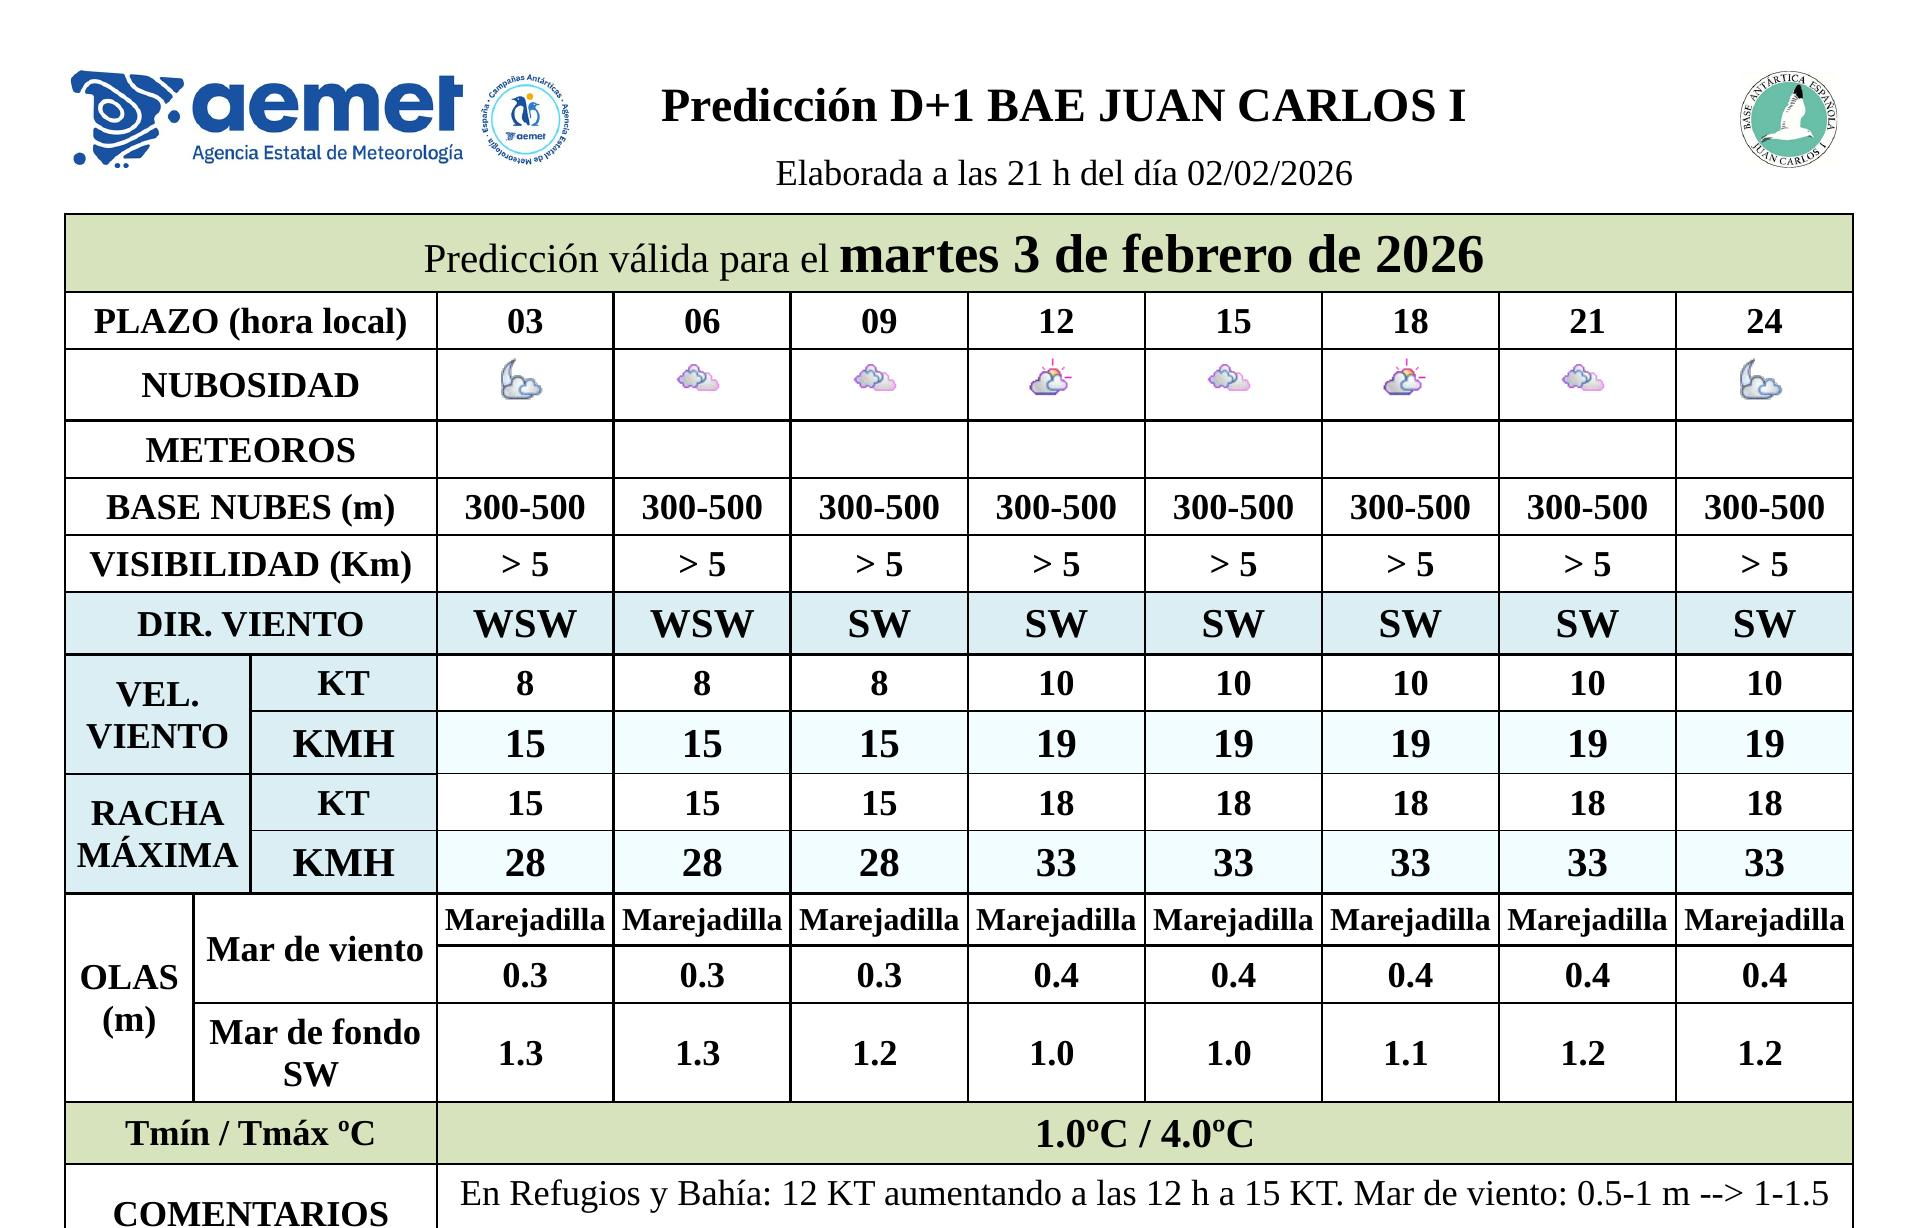 aemet
Agencia Estatal de Meteorología
Campañas Antárticas · Agencia Estatal de Meteorología · España ·
aemet
Predicción D+1 BAE JUAN CARLOS I
Elaborada a las 21 h del día 02/02/2026
BASE ANTÁRTICA ESPAÑOLA
JUAN CARLOS I
Predicción válida para el martes 3 de febrero de 2026
PLAZO (hora local) 03 06 09 12 15 18 21 24
NUBOSIDAD
METEOROS
BASE NUBES (m) 300-500 300-500 300-500 300-500 300-500 300-500 300-500 300-500
VISIBILIDAD (Km) > 5 > 5 > 5 > 5 > 5 > 5 > 5 > 5
DIR. VIENTO WSW WSW SW SW SW SW SW SW
VEL.
VIENTO
KT 8 8 8 10 10 10 10 10
KMH 15 15 15 19 19 19 19 19
RACHA
MÁXIMA
KT 15 15 15 18 18 18 18 18
KMH 28 28 28 33 33 33 33 33
OLAS
(m)
Mar de viento
Marejadilla Marejadilla Marejadilla Marejadilla Marejadilla Marejadilla Marejadilla Marejadilla
0.3 0.3 0.3 0.4 0.4 0.4 0.4 0.4
Mar de fondo
SW
1.3 1.3 1.2 1.0 1.0 1.1 1.2 1.2
Tmín / Tmáx ºC 1.0ºC / 4.0ºC
COMENTARIOS
En Refugios y Bahía: 12 KT aumentando a las 12 h a 15 KT. Mar de viento: 0.5-1 m --> 1-1.5